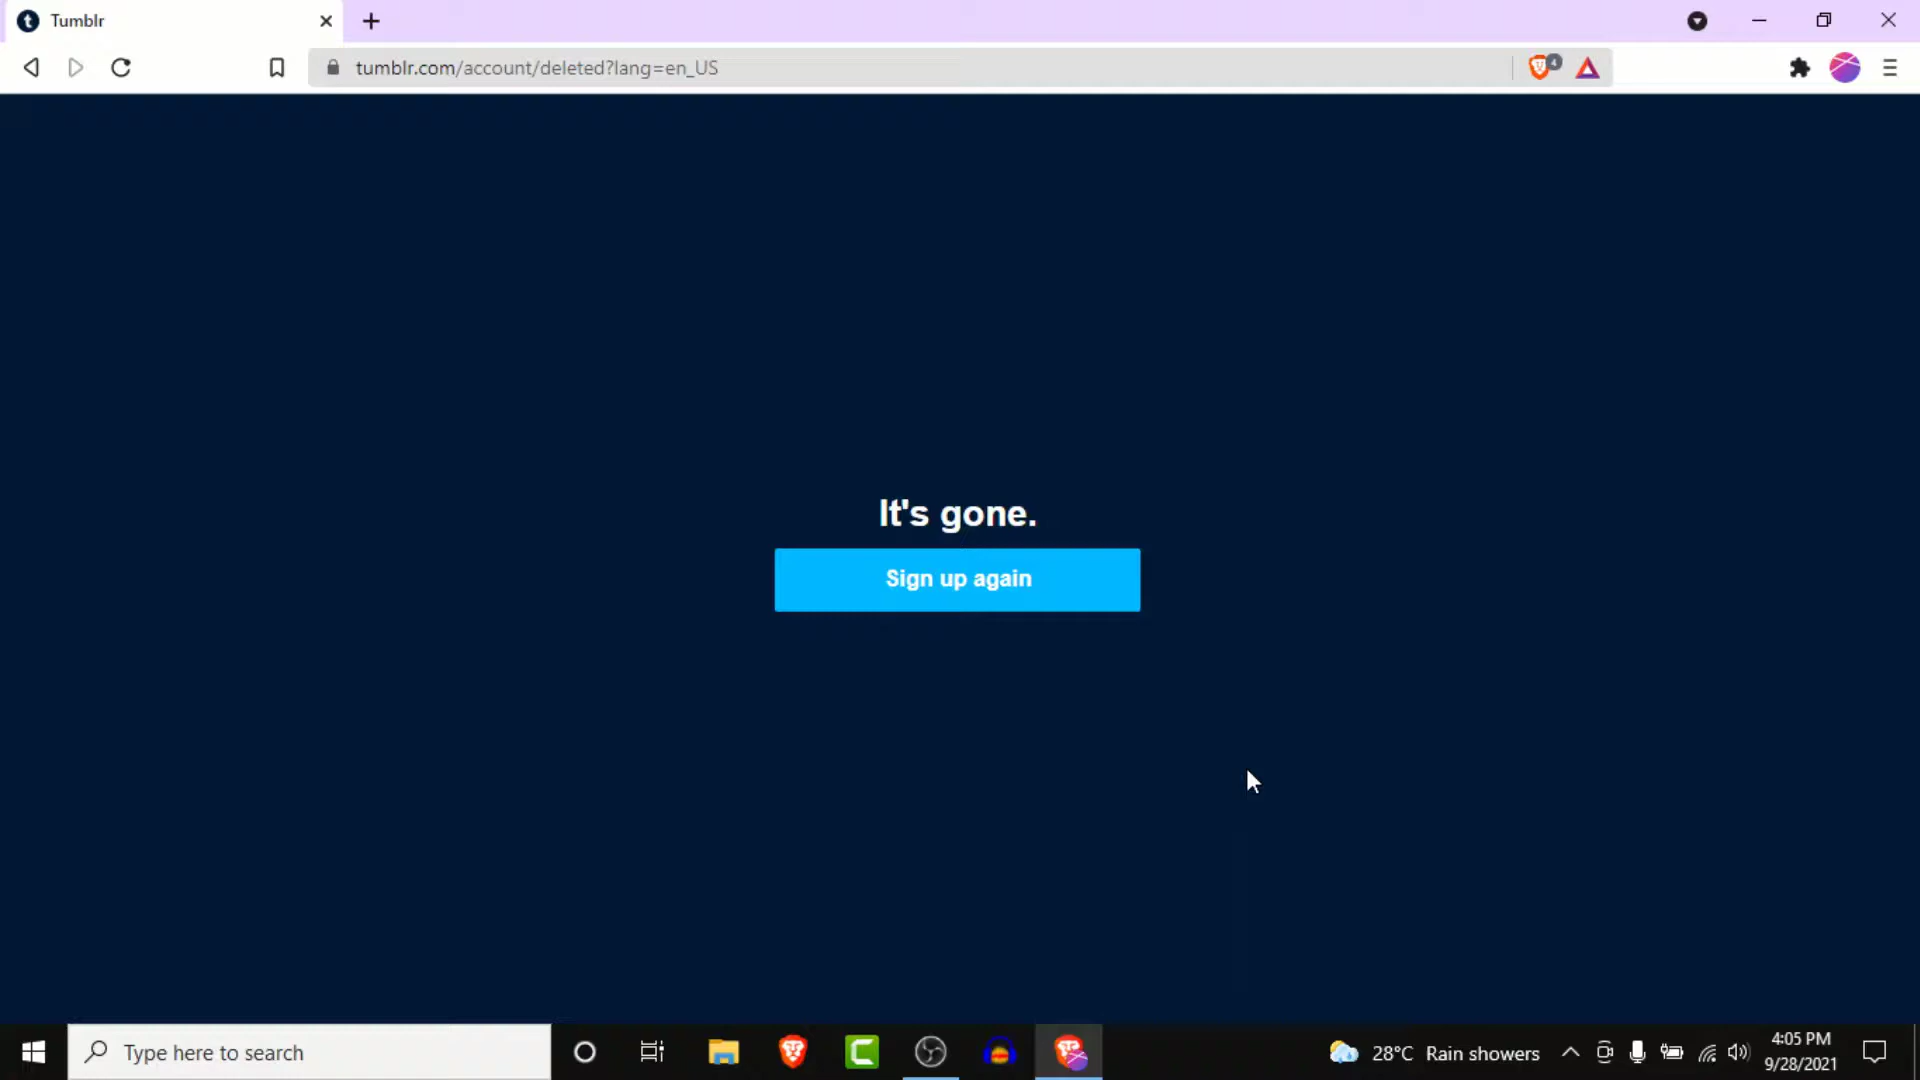 Tumblr
tumblr.com/account/deleted?lang=en_US
4
It's gone.
Sign up again
Type here to search
28°C Rain showers
4:05 PM
9/28/2021